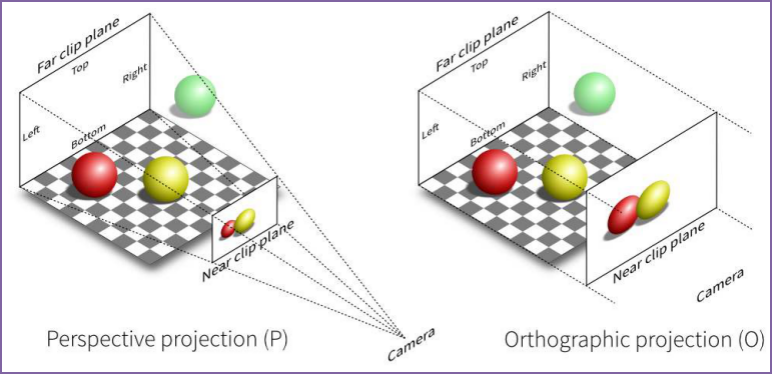 Far clip plane
Top
Right
Left
Bottom
Near clip plane
Camera
Perspective projection (P)
Far clip plane
Top
Right
Left
Bottom
Near clip plane
Camera
Orthographic projection (O)